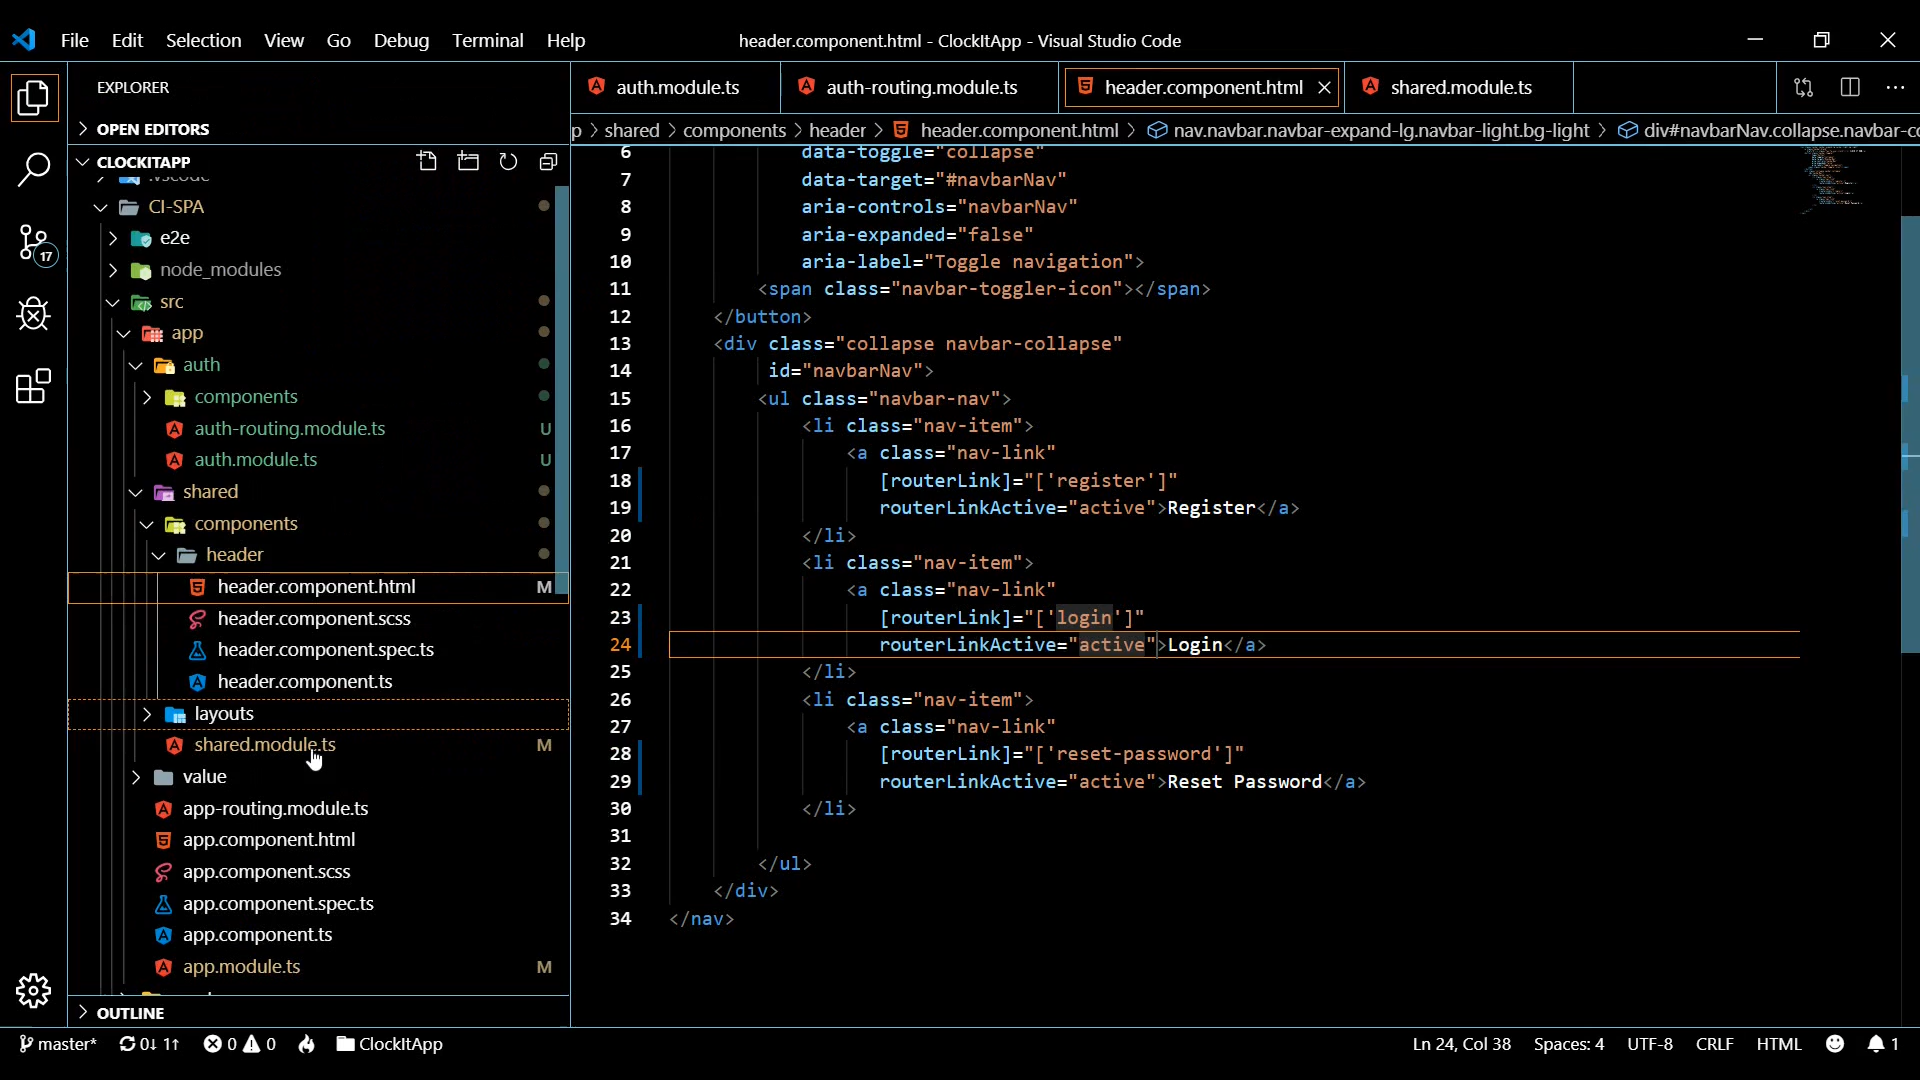 File Edit Selection View Go Debug Terminal Help
header.component.html - ClockItApp - Visual Studio Code
EXPLORER
OPEN EDITORS
CLOCKITAPP
.vscode
CI-SPA
e2e
node_modules
src
app
auth
components
auth-routing.module.ts U
auth.module.ts U
shared
components
header
header.component.html M
header.component.scss
header.component.spec.ts
header.component.ts
layouts
shared.module.ts M
value
app-routing.module.ts
app.component.html
app.component.scss
app.component.spec.ts
app.component.ts
app.module.ts M
OUTLINE
17
auth.module.ts
auth-routing.module.ts
header.component.html
shared.module.ts
p > shared > components > header > header.component.html > nav.navbar.navbar-expand-lg.navbar-light.bg-light > div#navbarNav.collapse.navbar-co
6 data-toggle="collapse"
7 data-target="#navbarNav"
8 aria-controls="navbarNav"
9 aria-expanded="false"
10 aria-label="Toggle navigation">
11 <span class="navbar-toggler-icon"></span>
12 </button>
13 <div class="collapse navbar-collapse"
14 id="navbarNav">
15 <ul class="navbar-nav">
16 <li class="nav-item">
17 <a class="nav-link"
18 [routerLink]="['register']"
19 routerLinkActive="active">Register</a>
20 </li>
21 <li class="nav-item">
22 <a class="nav-link"
23 [routerLink]="['login']"
24 routerLinkActive="active">Login</a>
25 </li>
26 <li class="nav-item">
27 <a class="nav-link"
28 [routerLink]="['reset-password']"
29 routerLinkActive="active">Reset Password</a>
30 </li>
31
32 </ul>
33 </div>
34 </nav>
master* 0↓ 1↑ 0 0 ClockItApp
Ln 24, Col 38 Spaces: 4 UTF-8 CRLF HTML 1